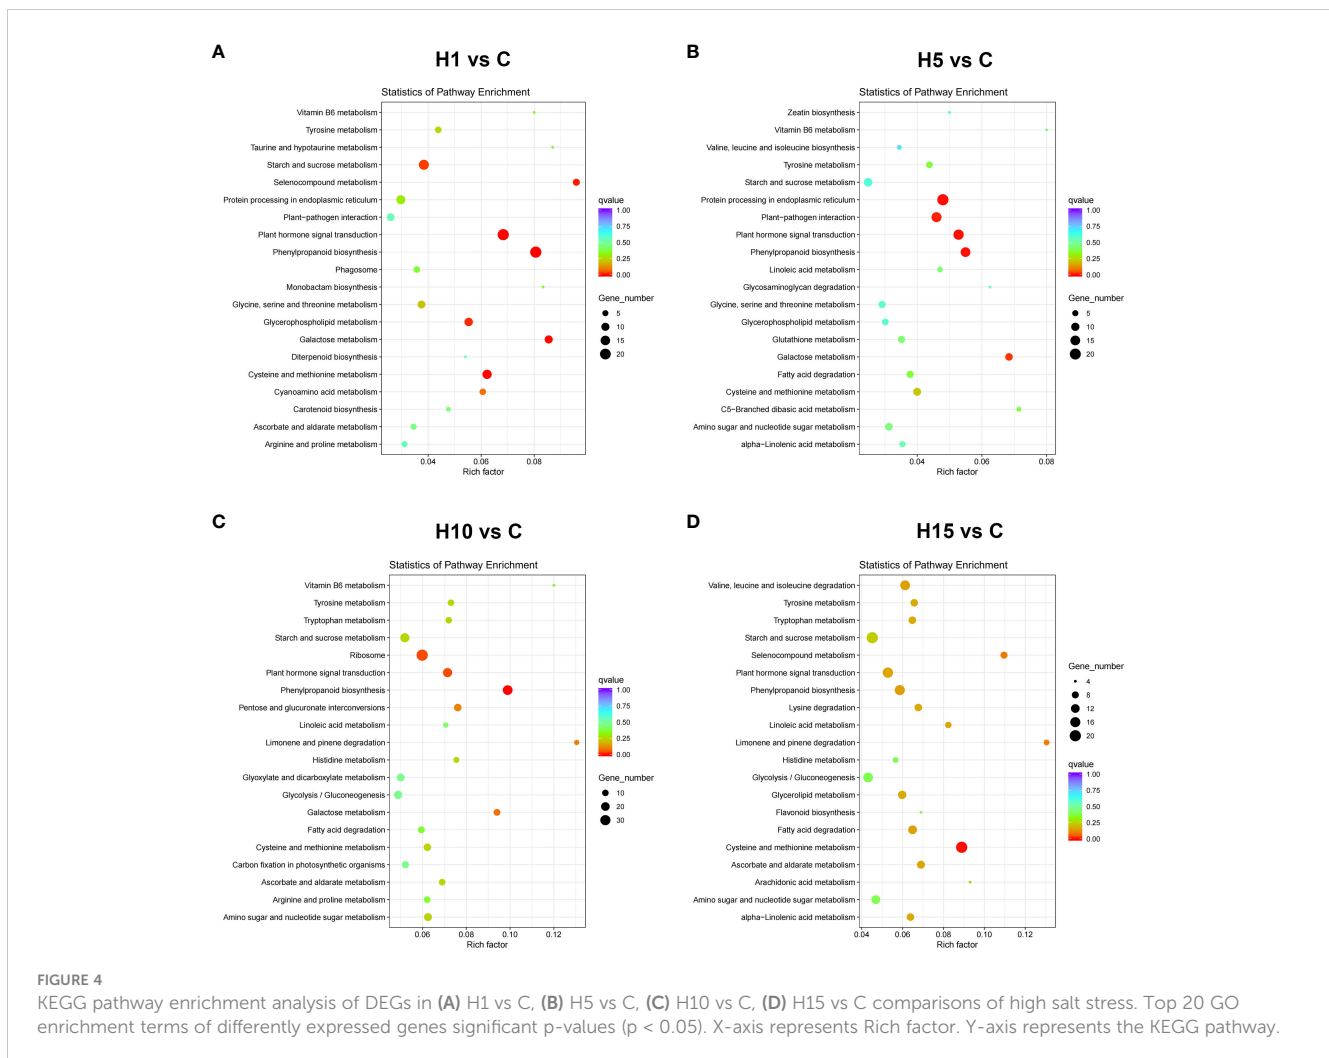 A
H1 vs C
Statistics of Pathway Enrichment
Vitamin B6 metabolism
Tyrosine metabolism
Taurine and hypotaurine metabolism
Starch and sucrose metabolism
Selenocompound metabolism
Protein processing in endoplasmic reticulum
Plant−pathogen interaction
Plant hormone signal transduction
Phenylpropanoid biosynthesis
Phagosome
Monobactam biosynthesis
Glycine, serine and threonine metabolism
Glycerophospholipid metabolism
Galactose metabolism
Diterpenoid biosynthesis
Cysteine and methionine metabolism
Cyanoamino acid metabolism
Carotenoid biosynthesis
Ascorbate and aldarate metabolism
Arginine and proline metabolism
0.04 0.06 0.08
Rich factor
qvalue
1.00
0.75
0.50
0.25
0.00
Gene_number
5
10
15
20
B
H5 vs C
Statistics of Pathway Enrichment
Zeatin biosynthesis
Vitamin B6 metabolism
Valine, leucine and isoleucine biosynthesis
Tyrosine metabolism
Starch and sucrose metabolism
Protein processing in endoplasmic reticulum
Plant−pathogen interaction
Plant hormone signal transduction
Phenylpropanoid biosynthesis
Linoleic acid metabolism
Glycosaminoglycan degradation
Glycine, serine and threonine metabolism
Glycerophospholipid metabolism
Glutathione metabolism
Galactose metabolism
Fatty acid degradation
Cysteine and methionine metabolism
C5−Branched dibasic acid metabolism
Amino sugar and nucleotide sugar metabolism
alpha−Linolenic acid metabolism
0.04 0.06 0.08
Rich factor
qvalue
1.00
0.75
0.50
0.25
0.00
Gene_number
5
10
15
20
C
H10 vs C
Statistics of Pathway Enrichment
Vitamin B6 metabolism
Tyrosine metabolism
Tryptophan metabolism
Starch and sucrose metabolism
Ribosome
Plant hormone signal transduction
Phenylpropanoid biosynthesis
Pentose and glucuronate interconversions
Linoleic acid metabolism
Limonene and pinene degradation
Histidine metabolism
Glyoxylate and dicarboxylate metabolism
Glycolysis / Gluconeogenesis
Galactose metabolism
Fatty acid degradation
Cysteine and methionine metabolism
Carbon fixation in photosynthetic organisms
Ascorbate and aldarate metabolism
Arginine and proline metabolism
Amino sugar and nucleotide sugar metabolism
0.06 0.08 0.10 0.12
Rich factor
qvalue
1.00
0.75
0.50
0.25
0.00
Gene_number
10
20
30
D
H15 vs C
Statistics of Pathway Enrichment
Valine, leucine and isoleucine degradation
Tyrosine metabolism
Tryptophan metabolism
Starch and sucrose metabolism
Selenocompound metabolism
Plant hormone signal transduction
Phenylpropanoid biosynthesis
Lysine degradation
Linoleic acid metabolism
Limonene and pinene degradation
Histidine metabolism
Glycolysis / Gluconeogenesis
Glycerolipid metabolism
Flavonoid biosynthesis
Fatty acid degradation
Cysteine and methionine metabolism
Ascorbate and aldarate metabolism
Arachidonic acid metabolism
Amino sugar and nucleotide sugar metabolism
alpha−Linolenic acid metabolism
0.04 0.06 0.08 0.10 0.12
Rich factor
Gene_number
4
8
12
16
20
qvalue
1.00
0.75
0.50
0.25
0.00
FIGURE 4
KEGG pathway enrichment analysis of DEGs in (A) H1 vs C, (B) H5 vs C, (C) H10 vs C, (D) H15 vs C comparisons of high salt stress. Top 20 GO
enrichment terms of differently expressed genes significant p-values (p < 0.05). X-axis represents Rich factor. Y-axis represents the KEGG pathway.